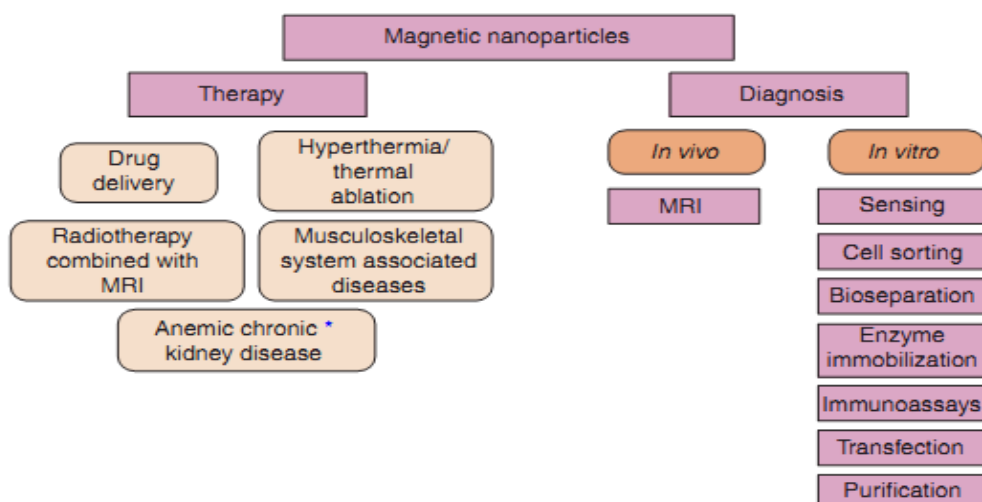 Magnetic nanoparticles
Therapy
Diagnosis
Drug
delivery
Hyperthermia/
thermal
ablation
In vivo
In vitro
MRI
Sensing
Radiotherapy
combined with
MRI
Musculoskeletal
system associated
diseases
Cell sorting
Bioseparation
Anemic chronic *
kidney disease
Enzyme
immobilization
Immunoassays
Transfection
Purification